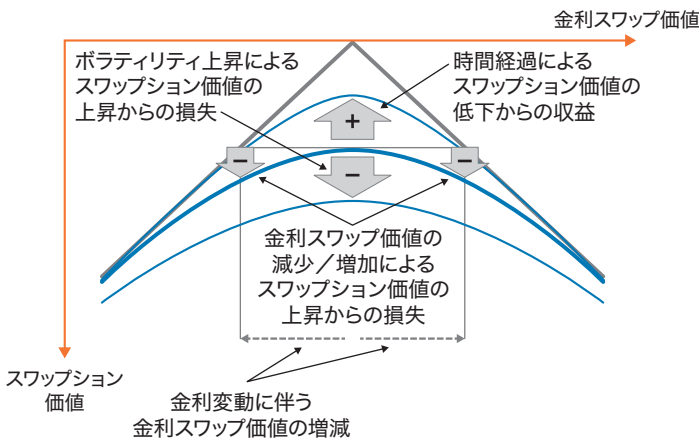 金利スワップ価値
ボラティリティ上昇による
スワップション価値の
上昇からの損失
時間経過による
スワップション価値の
低下からの収益
+
−
−
−
金利スワップ価値の
減少／増加による
スワップション価値の
上昇からの損失
スワップション
価値
金利変動に伴う
金利スワップ価値の増減